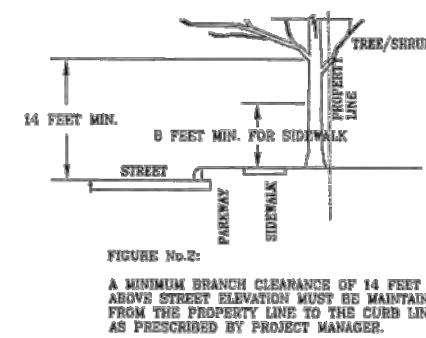 TREE/SHRU
PROPERTY
LINE
14 FEET MIN.
8 FEET MIN. FOR SIDEWALK
STREET
PARKWAY
SIDEWALK
FIGURE No.2:
A MINIMUM BRANCH CLEARANCE OF 14 FEET
ABOVE STREET ELEVATION MUST BE MAINTAIN
FROM THE PROPERTY LINE TO THE CURB LIN
AS PRESCRIBED BY PROJECT MANAGER.